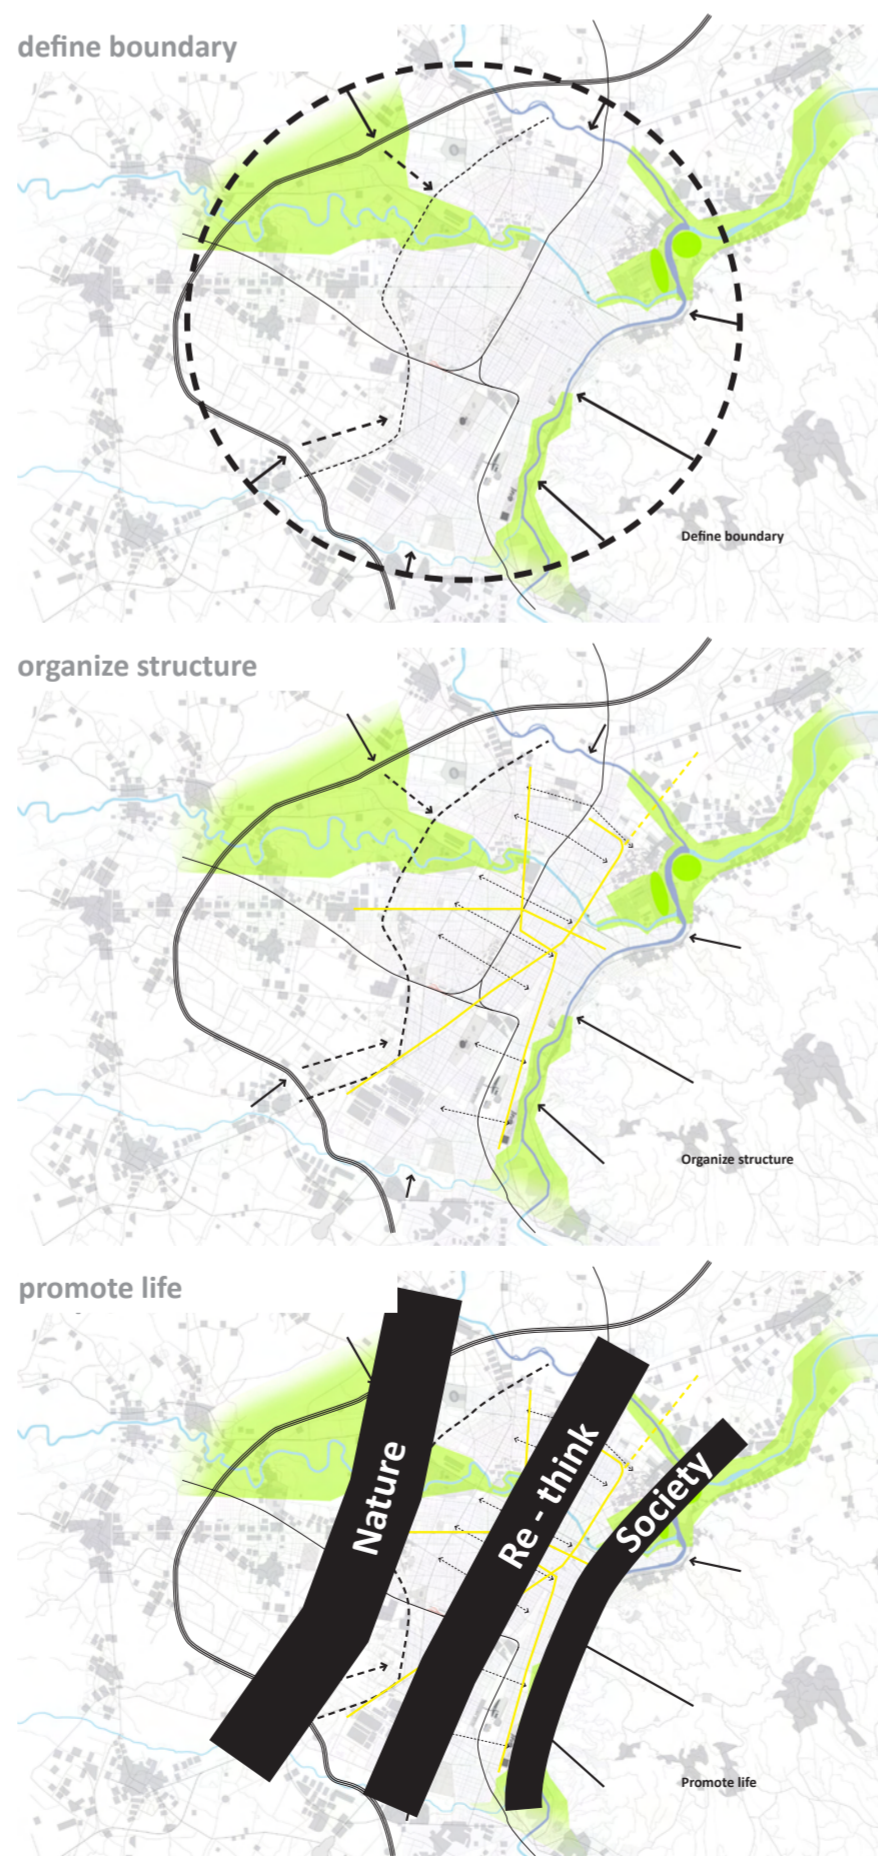 define boundary
Define boundary
organize structure
Organize structure
promote life
Nature
Re - think
Society
Promote life